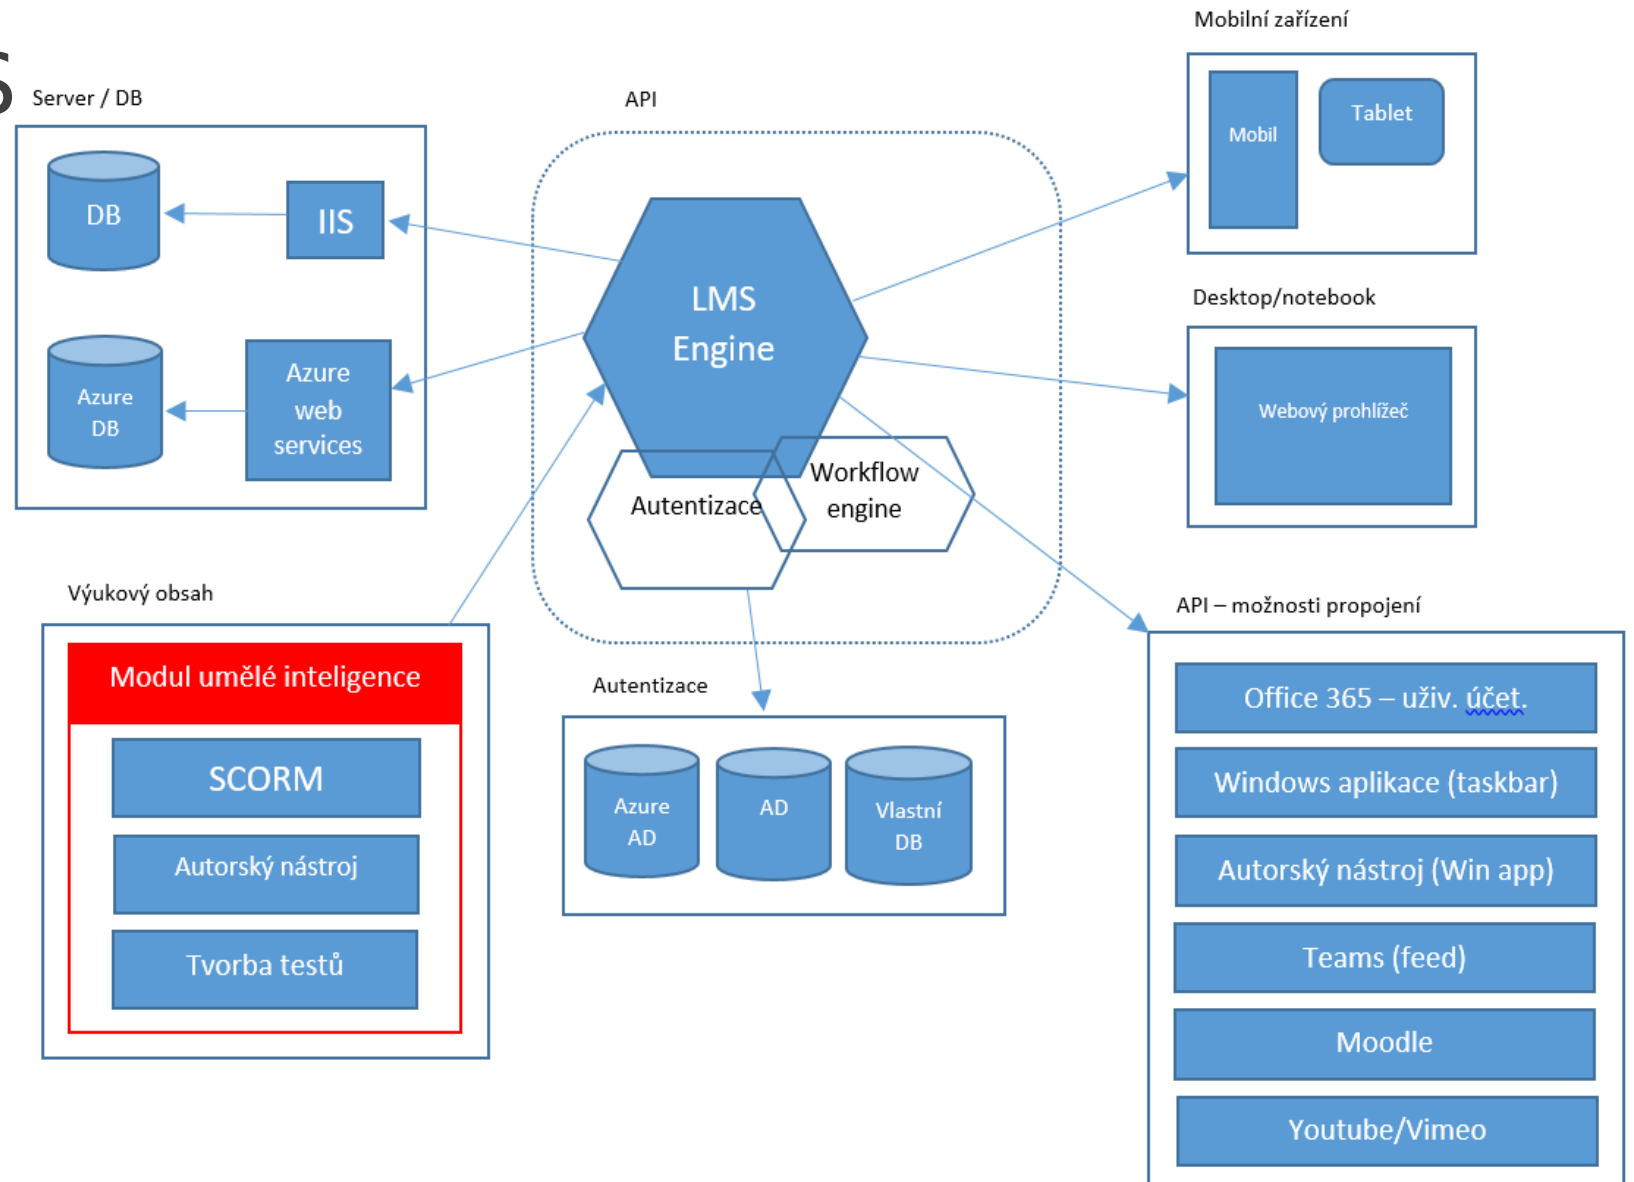 S
Server / DB
DB
IIS
Azure
DB
Azure
web
services
API
LMS
Engine
Autentizace
Workflow
engine
Mobilní zařízení
Mobil
Tablet
Desktop/notebook
Webový prohlížeč
Výukový obsah
Modul umělé inteligence
SCORM
Autorský nástroj
Tvorba testů
Autentizace
Azure
AD
AD
Vlastní
DB
API – možnosti propojení
Office 365 – uživ. účet.
Windows aplikace (taskbar)
Autorský nástroj (Win app)
Teams (feed)
Moodle
Youtube/Vimeo